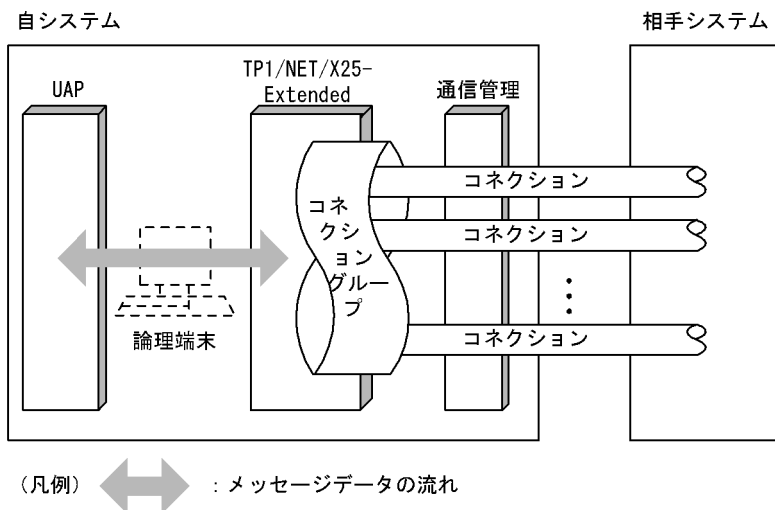 自システム
相手システム
UAP
TP1/NET/X25-
Extended
通信管理
コネクション
コネ
クシ
ョン
グルー
プ
コネクション
コネクション
論理端末
(凡例)
:メッセージデータの流れ